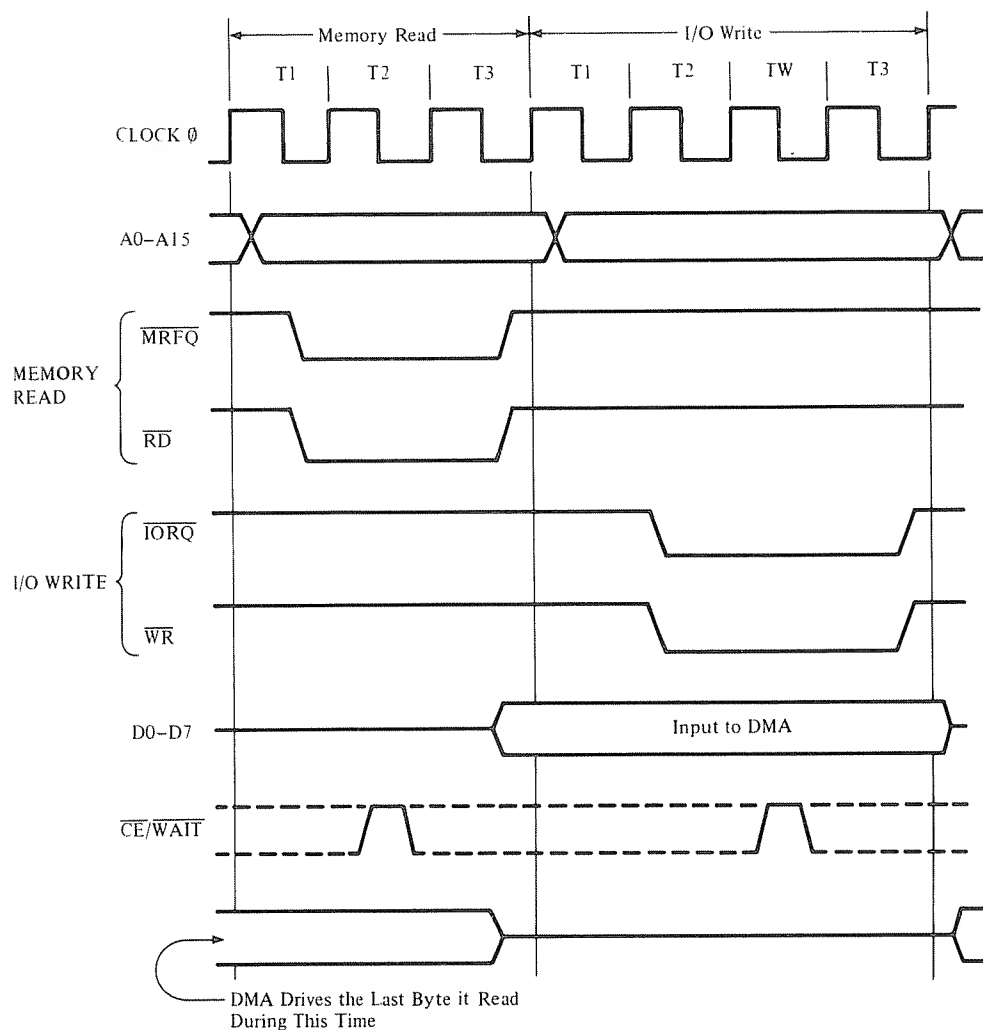 Memory Read I/O Write
T1 T2 T3 T1 T2 TW T3
CLOCK Ø
A0–A15
MRFQ
MEMORY
READ
RD
IORQ
I/O WRITE
WR
D0–D7 Input to DMA
CE/WAIT
DMA Drives the Last Byte it Read
During This Time